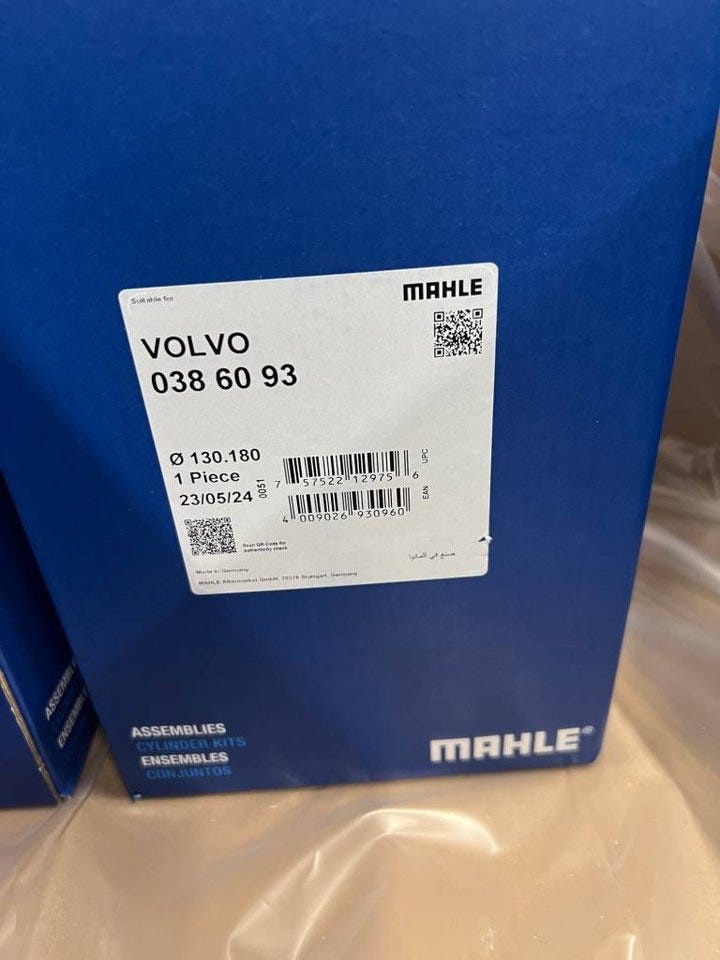 Suitable for
MAHLE
VOLVO
038 60 93
Ø 130.180
1 Piece
23/05/24
0051
7 57522 12975 6
UPC
4 009026 930960
EAN
Scan QR-Code for
authenticity check
صنع في المانيا
Made in Germany
MAHLE Aftermarket GmbH, 70376 Stuttgart, Germany
ASSEMBLIES
CYLINDER KITS
ENSEMBLES
CONJUNTOS
MAHLE®